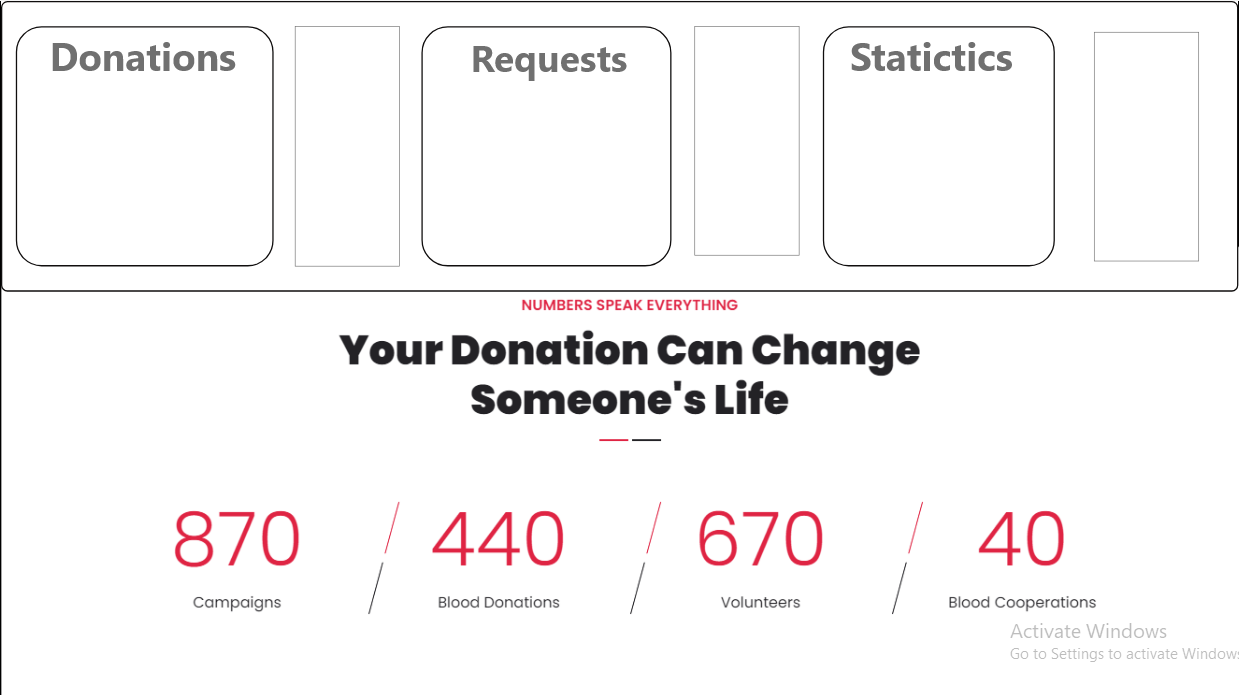 Donations
Requests
Statictics
NUMBERS SPEAK EVERYTHING
Your Donation Can Change
Someone's Life
870
440
670
40
Campaigns
Blood Donations
Volunteers
Blood Cooperations
Activate Windows
Go to Settings to activate Windows